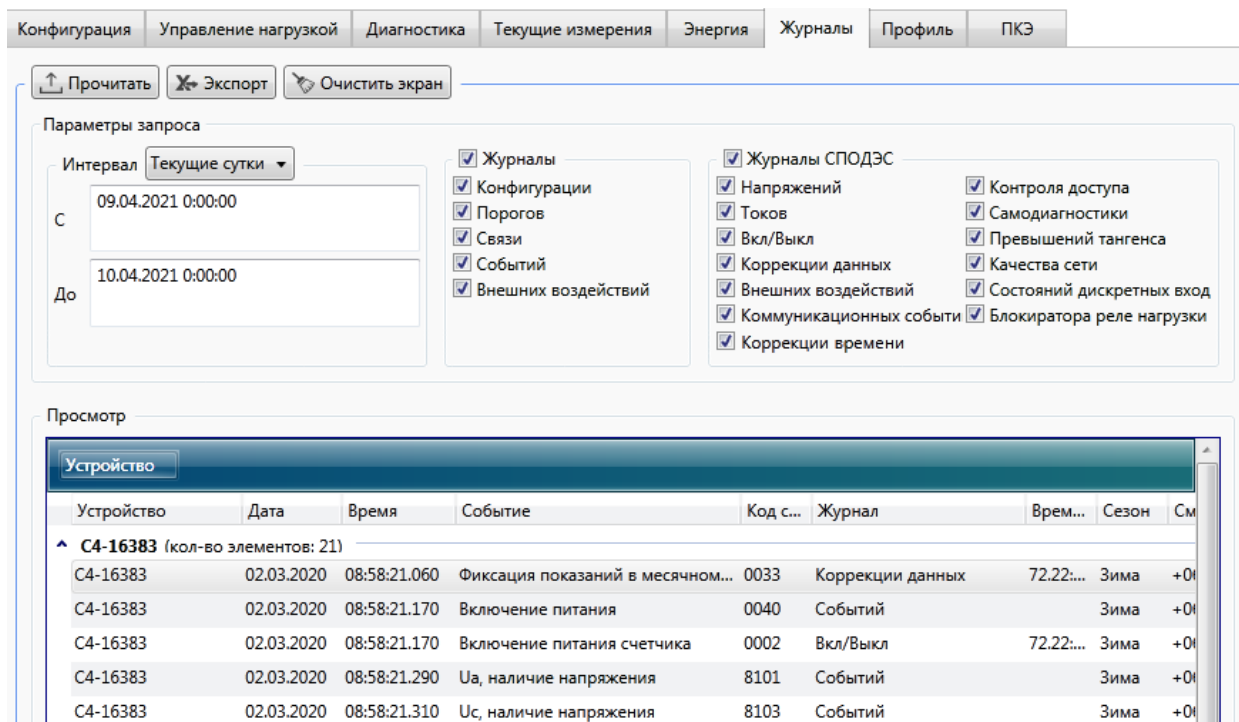 Конфигурация Управление нагрузкой Диагностика Текущие измерения Энергия Журналы Профиль ПКЭ
Прочитать Экспорт Очистить экран
Параметры запроса
Интервал Текущие сутки
С 09.04.2021 0:00:00
До 10.04.2021 0:00:00
Журналы
Конфигурации
Порогов
Связи
Событий
Внешних воздействий
Журналы СПОДЭС
Напряжений
Токов
Вкл/Выкл
Коррекции данных
Внешних воздействий
Коммуникационных событи
Коррекции времени
Контроля доступа
Самодиагностики
Превышений тангенса
Качества сети
Состояний дискретных вход
Блокиратора реле нагрузки
Просмотр
Устройство
Устройство Дата Время Событие Код с... Журнал Врем... Сезон См
С4-16383 (кол-во элементов: 21)
С4-16383 02.03.2020 08:58:21.060 Фиксация показаний в месячном... 0033 Коррекции данных 72.22:... Зима +0
С4-16383 02.03.2020 08:58:21.170 Включение питания 0040 Событий Зима +0
С4-16383 02.03.2020 08:58:21.170 Включение питания счетчика 0002 Вкл/Выкл 72.22:... Зима +0
С4-16383 02.03.2020 08:58:21.290 Ua, наличие напряжения 8101 Событий Зима +0
С4-16383 02.03.2020 08:58:21.310 Uc, наличие напряжения 8103 Событий Зима +0